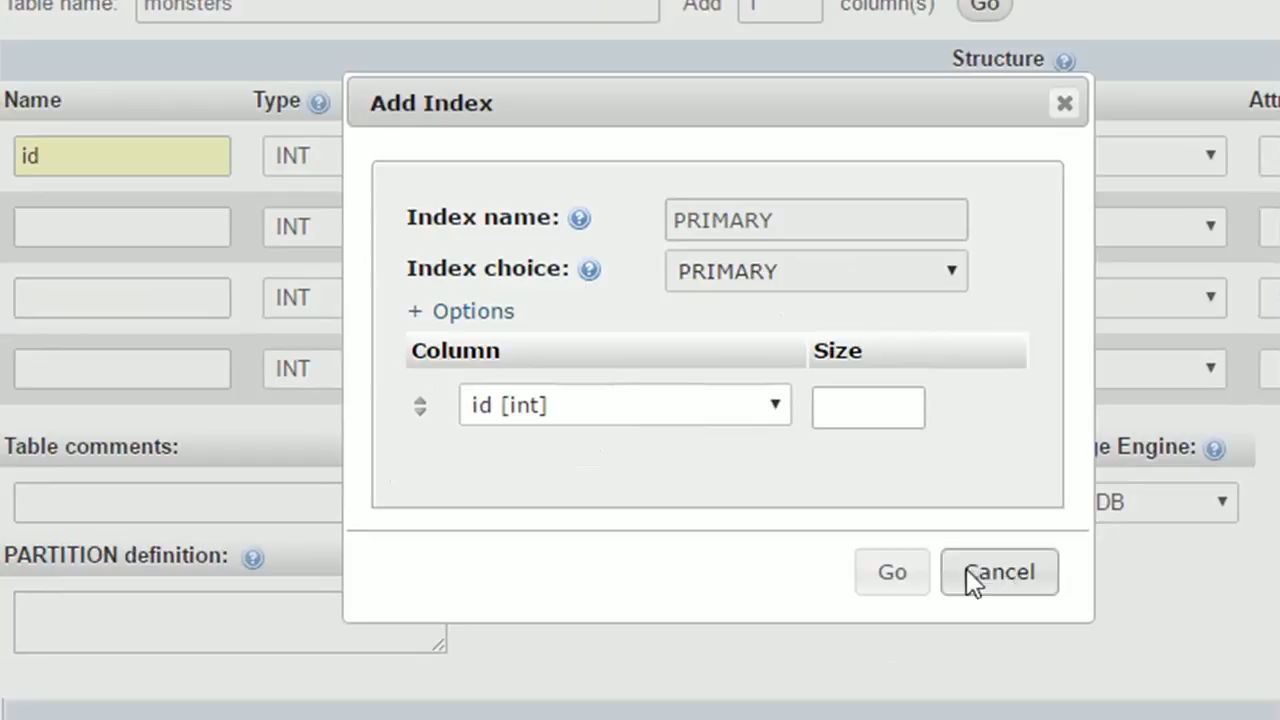 Table name: monsters Add 1 column(s) Go
Structure
Name Type Attr
Add Index
id INT
Index name: PRIMARY
INT
Index choice: PRIMARY
INT
+ Options
Column Size
INT
id [int]
Table comments: ge Engine:
DB
PARTITION definition:
Go Cancel